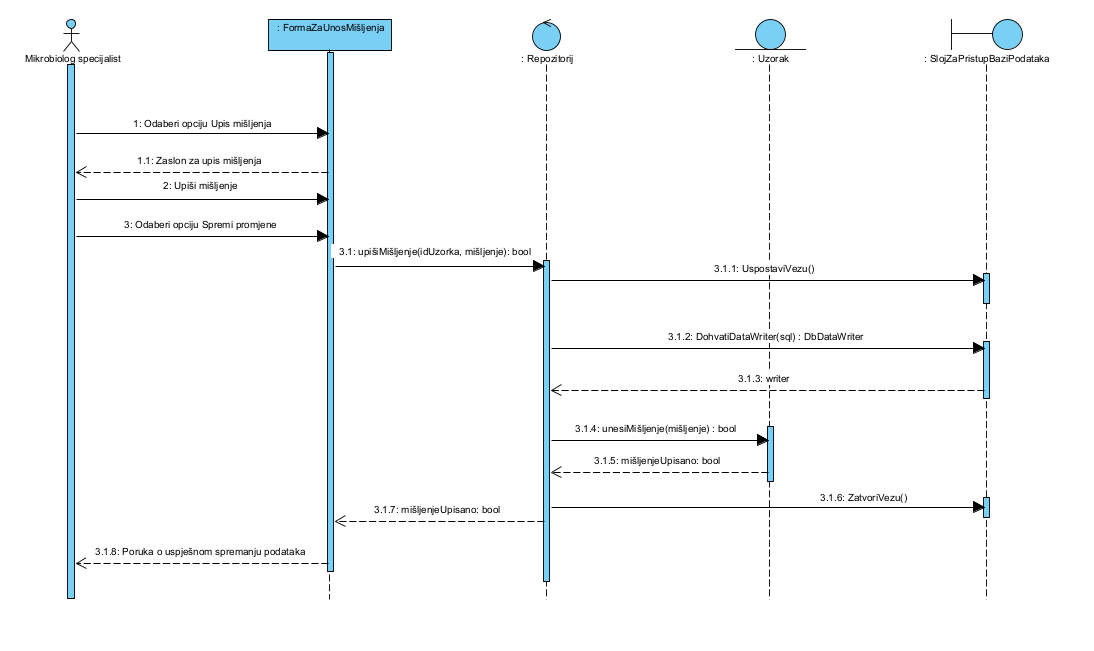 : FormaZaUnosMišljenja
Mikrobiolog specijalist
: Repozitorij
: Uzorak
: SlojZaPristupBaziPodataka
1: Odaberi opciju Upis mišljenja
1.1: Zaslon za upis mišljenja
2: Upiši mišljenje
3: Odaberi opciju Spremi promjene
3.1: upišiMišljenje(idUzorka, mišljenje): bool
3.1.1: UspostaviVezu()
3.1.2: DohvatiDataWriter(sql) : DbDataWriter
3.1.3: writer
3.1.4: unesiMišljenje(mišljenje) : bool
3.1.5: mišljenjeUpisano: bool
3.1.6: ZatvoriVezu()
3.1.7: mišljenjeUpisano: bool
3.1.8: Poruka o uspješnom spremanju podataka